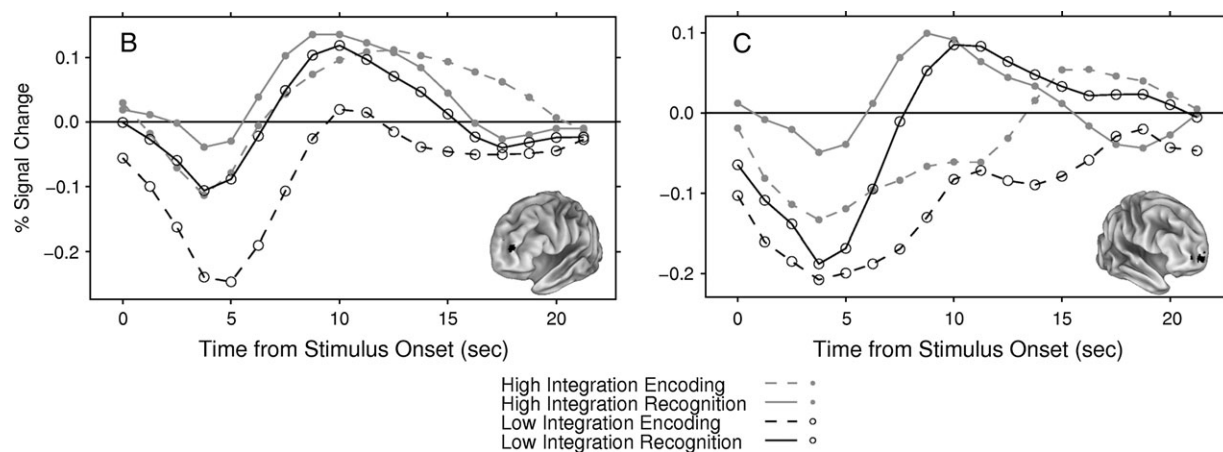 B
C
% Signal Change
0.1
0.0
−0.1
−0.2
0.1
0.0
−0.1
−0.2
0 5 10 15 20
0 5 10 15 20
Time from Stimulus Onset (sec)
Time from Stimulus Onset (sec)
High Integration Encoding
High Integration Recognition
Low Integration Encoding
Low Integration Recognition